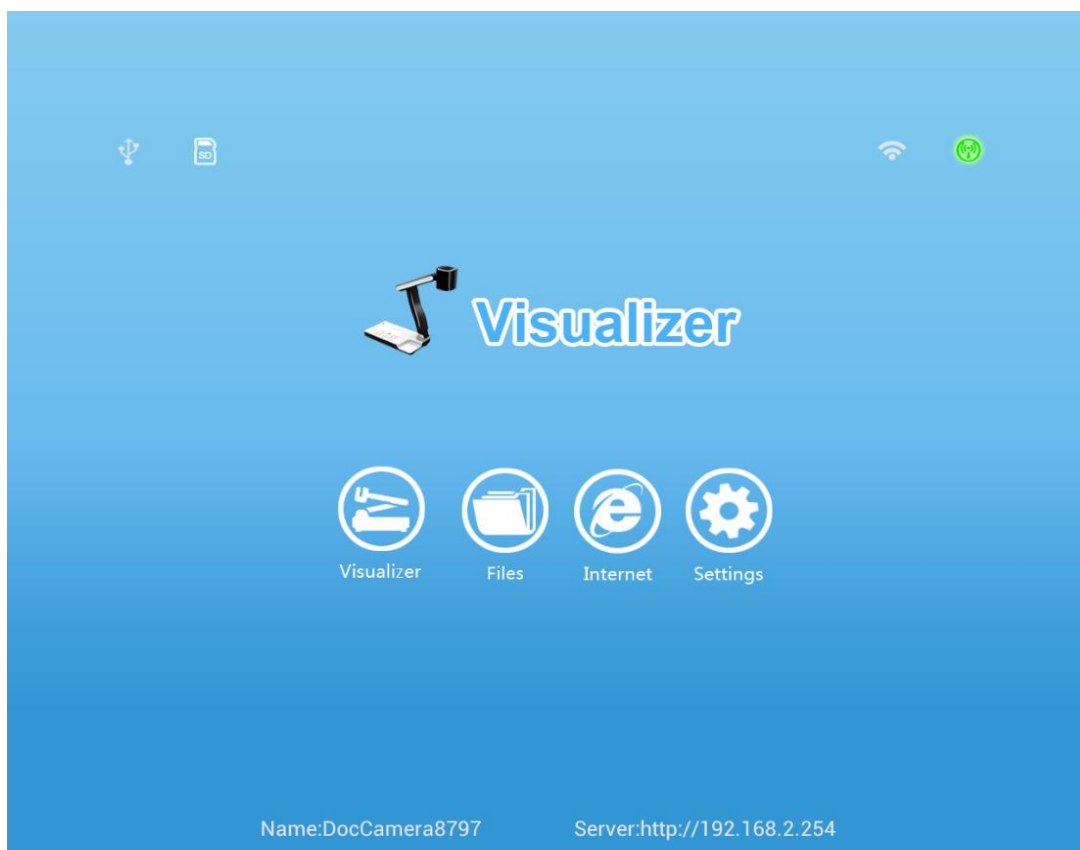 SD
Visualizer
Visualizer Files Internet Settings
Name:DocCamera8797 Server:http://192.168.2.254